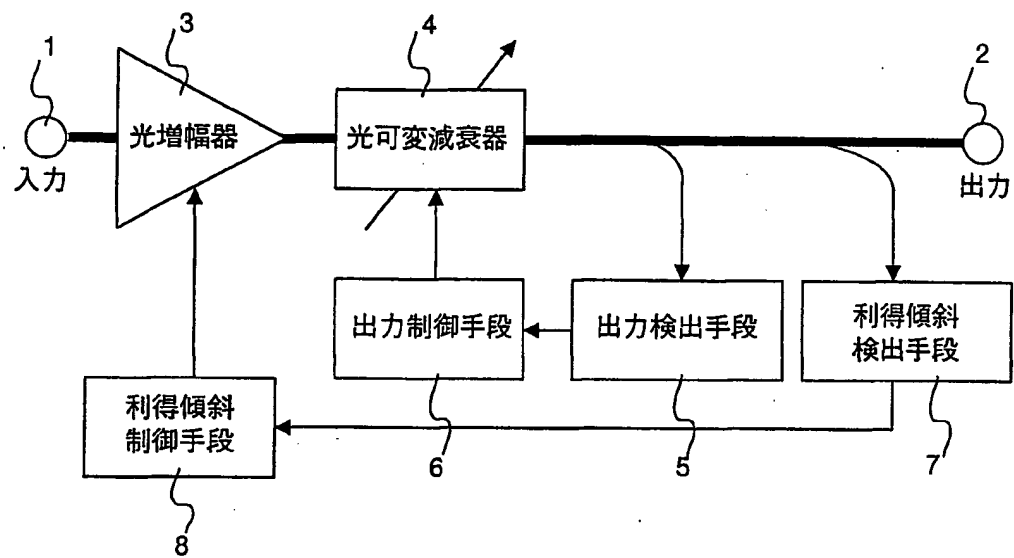 1
3
4
2
光増幅器
光可変減衰器
入力
出力
出力制御手段
出力検出手段
利得傾斜
検出手段
利得傾斜
制御手段
6
5
7
8